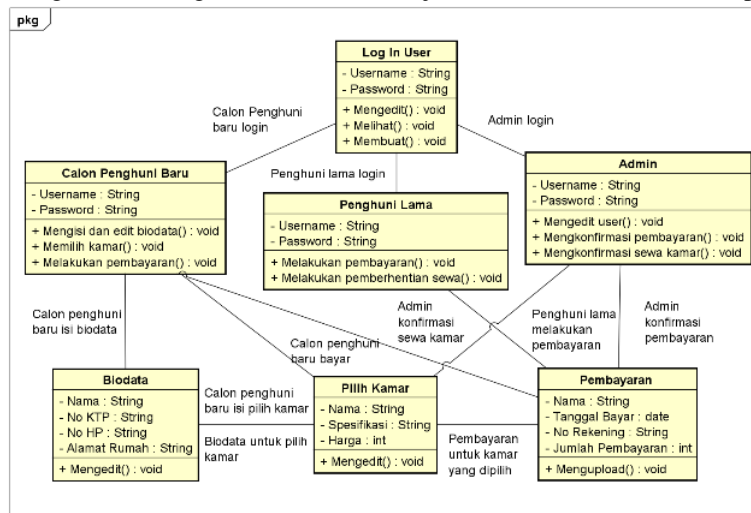 pkg
Log In User
- Username : String
- Password : String
+ Mengedit() : void
+ Melihat() : void
+ Membuat() : void
Calon Penghuni
baru login
Admin login
Penghuni lama login
Calon Penghuni Baru
- Username : String
- Password : String
+ Mengisi dan edit biodata() : void
+ Memilih kamar() : void
+ Melakukan pembayaran() : void
Penghuni Lama
- Username : String
- Password : String
+ Melakukan pembayaran() : void
+ Melakukan pemberhentian sewa() : void
Admin
- Username : String
- Password : String
+ Mengedit user() : void
+ Mengkonfirmasi pembayaran() : void
+ Mengkonfirmasi sewa kamar() : void
Calon penghuni
baru isi biodata
Calon penghuni
baru bayar
Admin
konfirmasi
sewa kamar
Penghuni lama
melakukan
pembayaran
Admin
konfirmasi
pembayaran
Biodata
- Nama : String
- No KTP : String
- No HP : String
- Alamat Rumah : String
+ Mengedit() : void
Calon penghuni
baru isi pilih kamar
Biodata untuk pilih
kamar
Pilih Kamar
- Nama : String
- Spesifikasi : String
- Harga : int
+ Mengedit() : void
Pembayaran
untuk kamar
yang dipilih
Pembayaran
- Nama : String
- Tanggal Bayar : date
- No Rekening : String
- Jumlah Pembayaran : int
+ Mengupload() : void